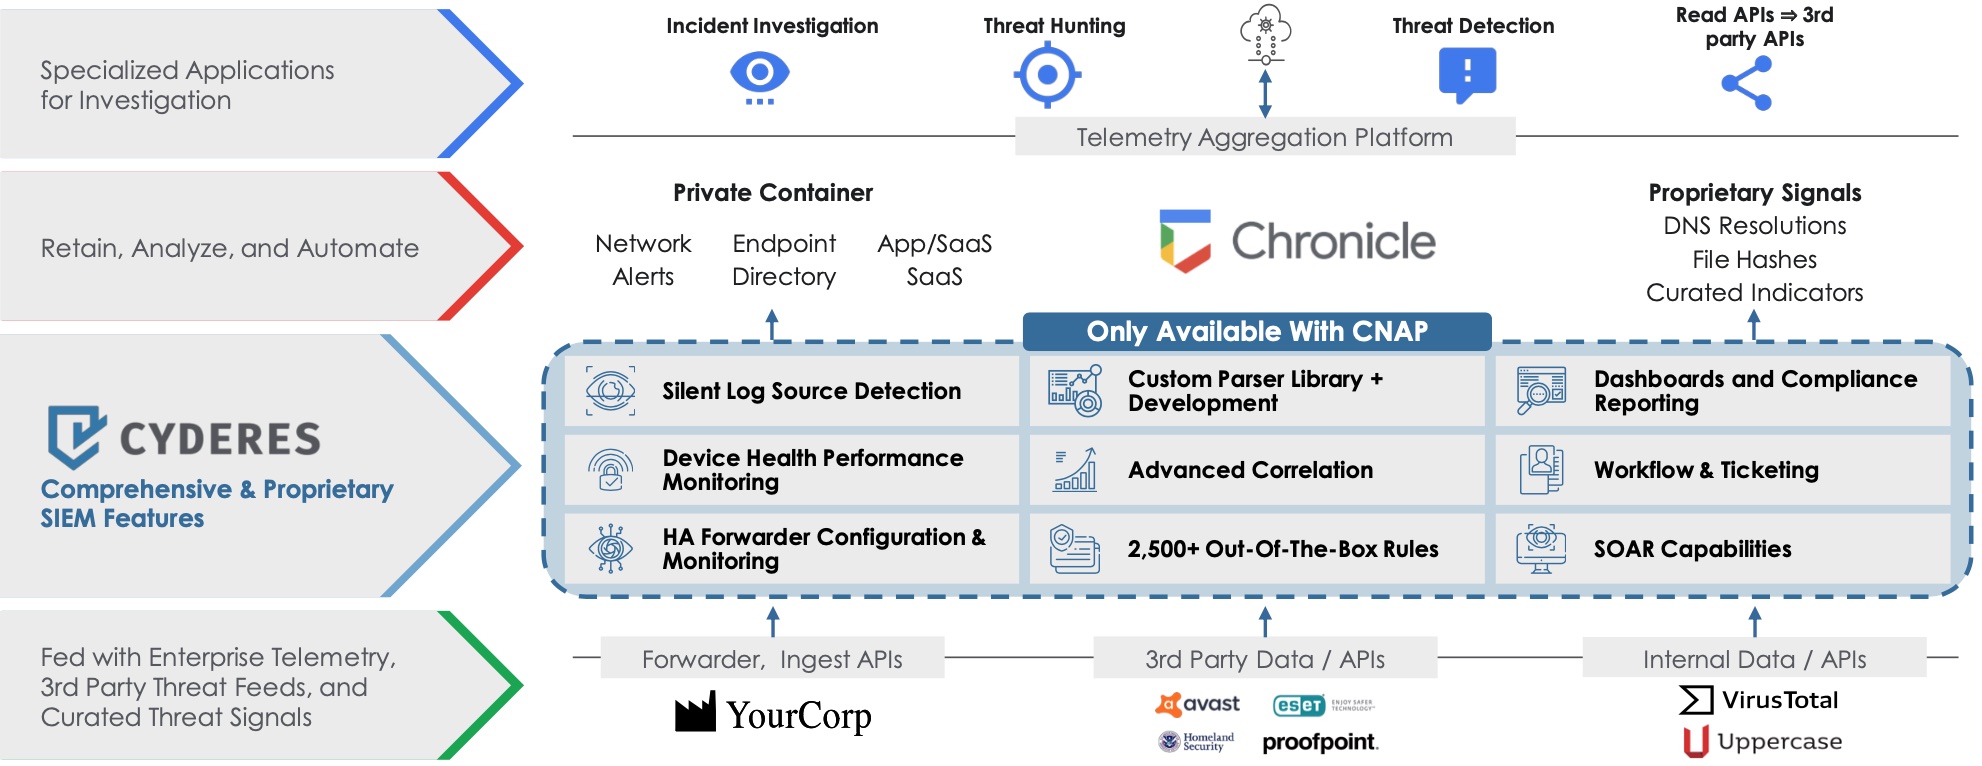 Specialized Applications
for Investigation
Incident Investigation
Threat Hunting
Threat Detection
Read APIs ⇒ 3rd
party APIs
Telemetry Aggregation Platform
Retain, Analyze, and Automate
Private Container
Network
Alerts
Endpoint
Directory
App/SaaS
SaaS
Chronicle
Proprietary Signals
DNS Resolutions
File Hashes
Curated Indicators
CYDERES
Comprehensive & Proprietary
SIEM Features
Only Available With CNAP
Silent Log Source Detection
Custom Parser Library +
Development
Dashboards and Compliance
Reporting
Device Health Performance
Monitoring
Advanced Correlation
Workflow & Ticketing
HA Forwarder Configuration &
Monitoring
2,500+ Out-Of-The-Box Rules
SOAR Capabilities
Fed with Enterprise Telemetry,
3rd Party Threat Feeds, and
Curated Threat Signals
Forwarder, Ingest APIs
YourCorp
3rd Party Data / APIs
avast
eseT
ENJOY SAFER
TECHNOLOGY™
Homeland
Security
proofpoint.
Internal Data / APIs
VirusTotal
Uppercase